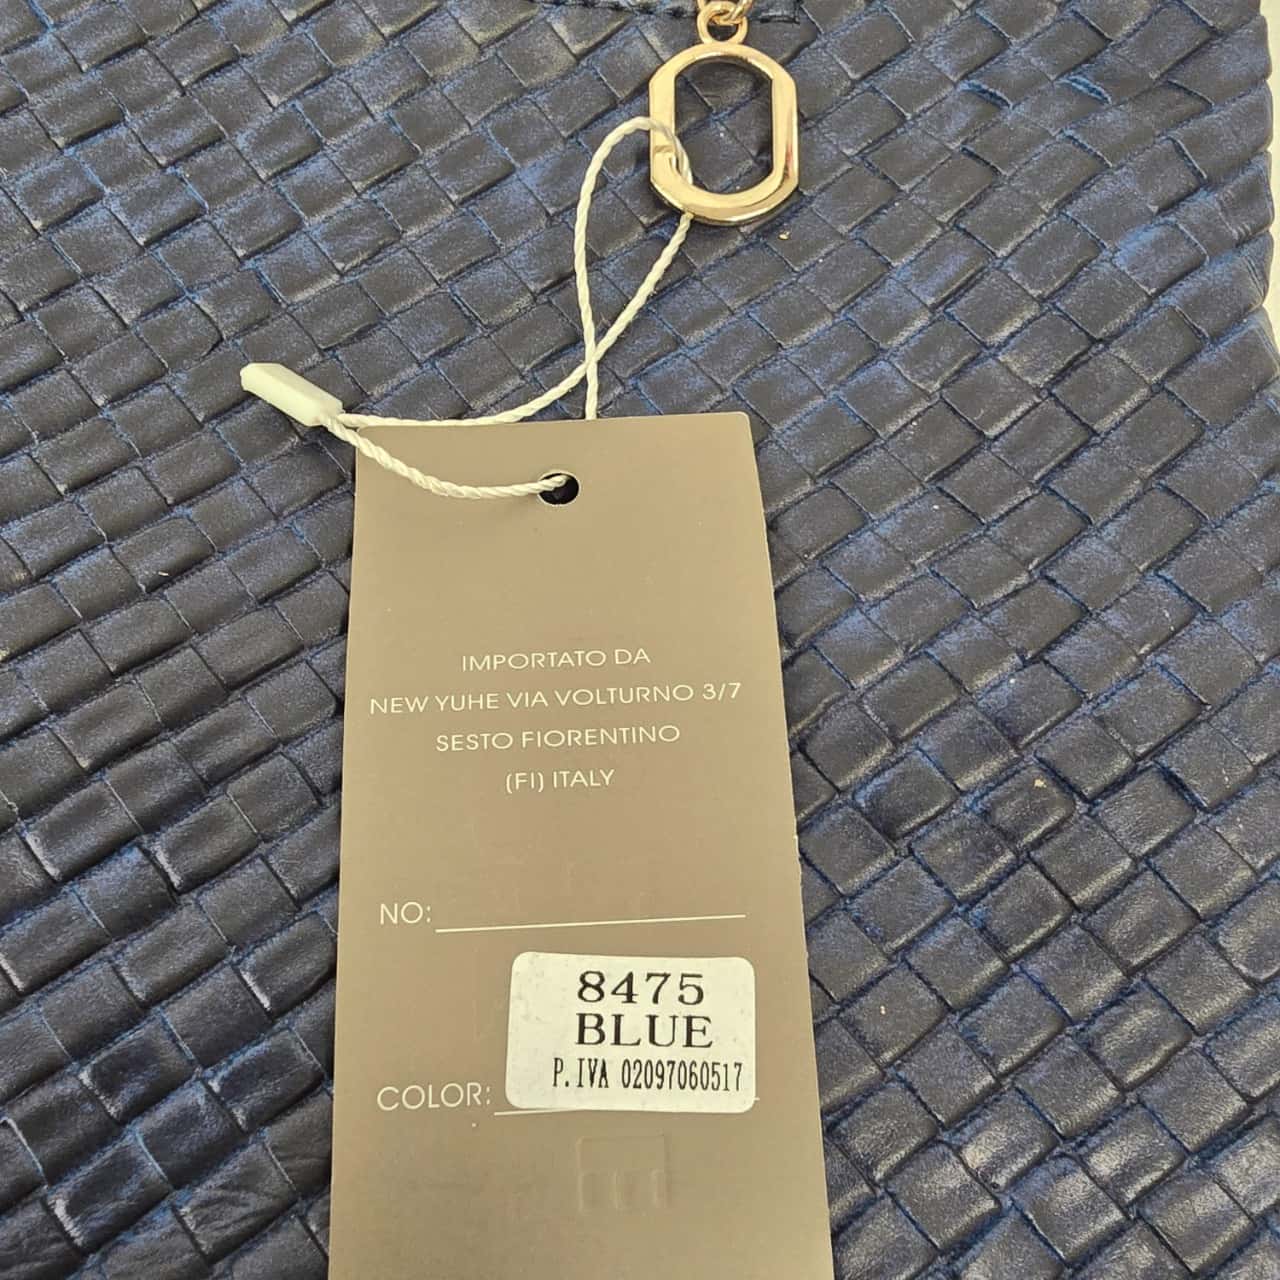 IMPORTATO DA
NEW YUHE VIA VOLTURNO 3/7
SESTO FIORENTINO
(FI) ITALY
NO:
8475
BLUE
P.IVA 02097060517
COLOR: